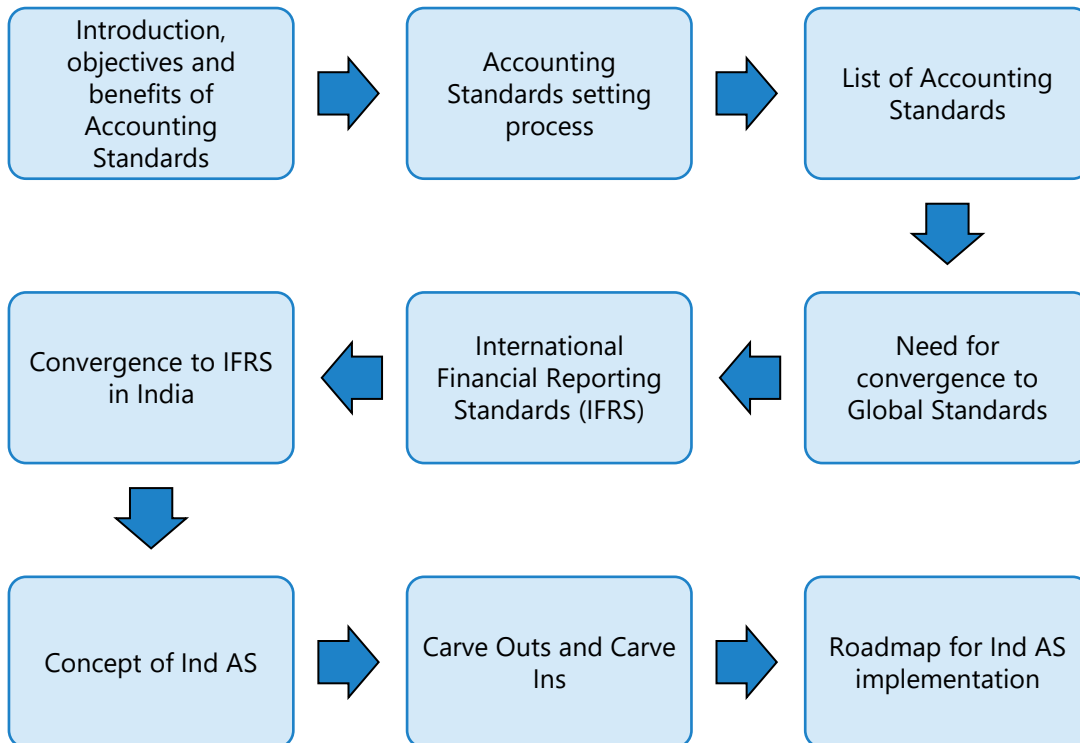 Introduction,
objectives and
benefits of
Accounting
Standards
Accounting
Standards setting
process
List of Accounting
Standards
Need for
convergence to
Global Standards
International
Financial Reporting
Standards (IFRS)
Convergence to IFRS
in India
Concept of Ind AS
Carve Outs and Carve
Ins
Roadmap for Ind AS
implementation